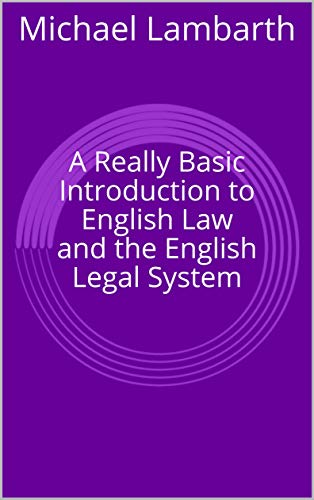 Michael Lambarth
A Really Basic
Introduction to
English Law
and the English
Legal System